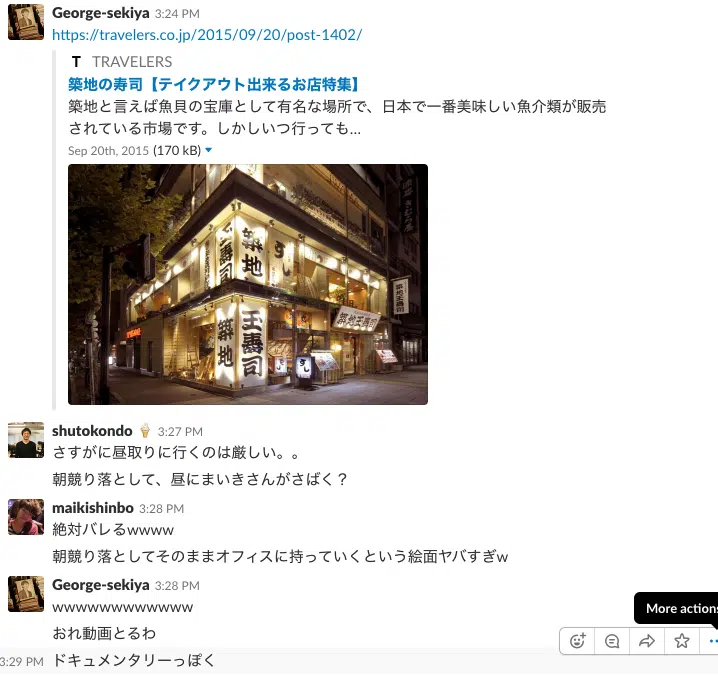 George-sekiya 3:24 PM
https://travelers.co.jp/2015/09/20/post-1402/
T TRAVELERS
築地の寿司【テイクアウト出来るお店特集】
築地と言えば魚貝の宝庫として有名な場所で、日本で一番美味しい魚介類が販売
されている市場です。しかしいつ行っても...
Sep 20th, 2015 (170 kB)
築地
すし
玉寿司
築地
玉寿司
築地玉寿司
築地玉寿司
すし
shutokondo 3:27 PM
さすがに昼取りに行くのは厳しい。。
朝競り落として、昼にまいきさんがさばく？
maikishinbo 3:28 PM
絶対バレるwwww
朝競り落としてそのままオフィスに持っていくという絵面ヤバすぎw
George-sekiya 3:28 PM
wwwwwwwwwwww
おれ動画とるわ
More actions
3:29 PM ドキュメンタリーっぽく